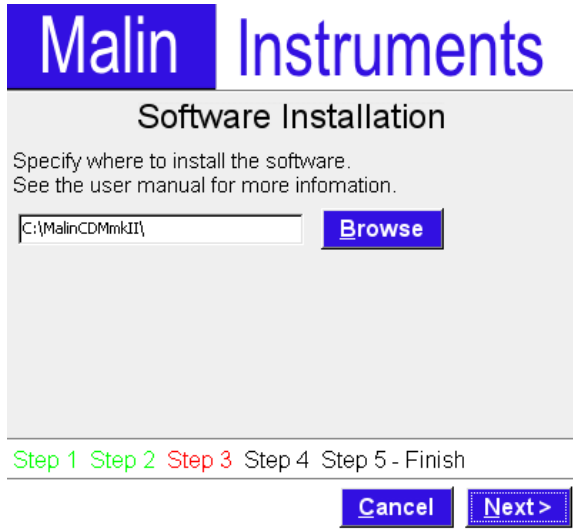 Malin Instruments
Software Installation
Specify where to install the software.
See the user manual for more infomation.
C:\MalinCDMmkII\ Browse
Step 1 Step 2 Step 3 Step 4 Step 5 - Finish
Cancel Next >